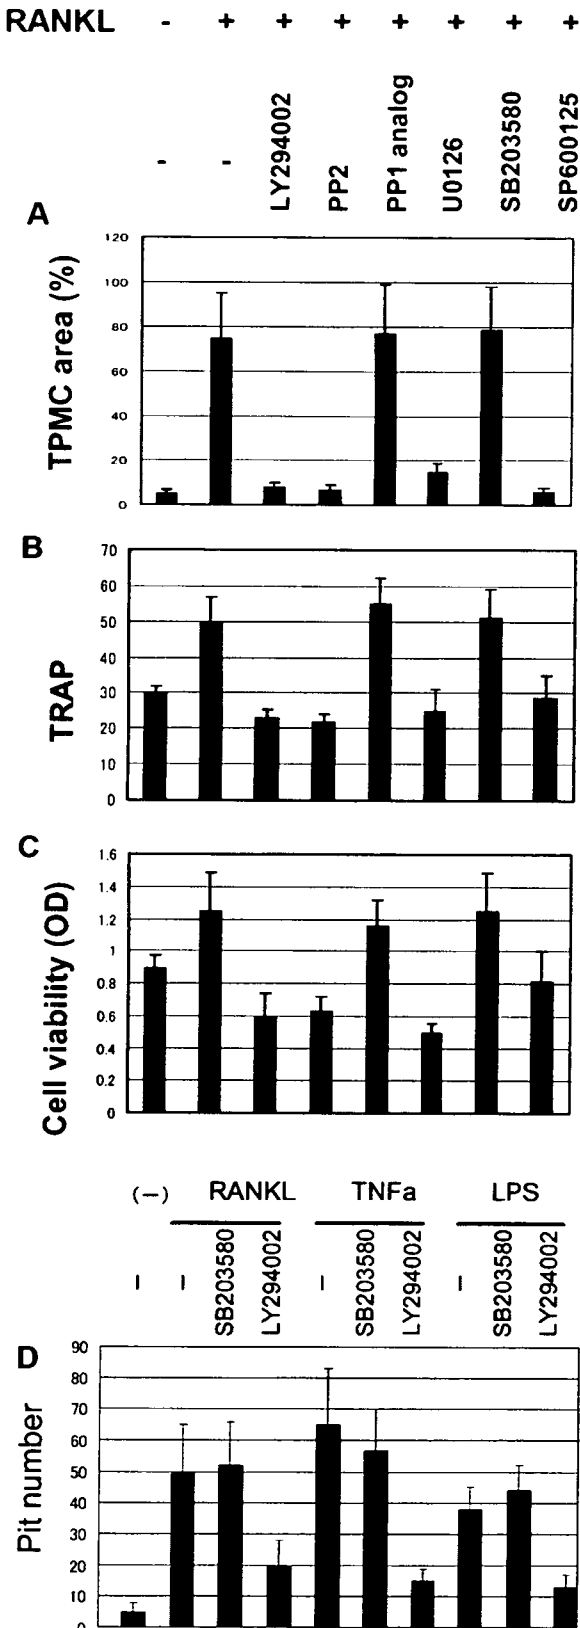 RANKL - + + + + + + +
- - LY294002 PP2 PP1 analog U0126 SB203580 SP600125
A
TPMC area (%)
120
100
80
60
40
20
0
B
TRAP
70
60
50
40
30
20
10
0
C
Cell viability (OD)
1.6
1.4
1.2
1
0.8
0.6
0.4
0.2
0
(−) RANKL TNFa LPS
− − SB203580 LY294002 − SB203580 LY294002 − SB203580 LY294002
D
Pit number
90
80
70
60
50
40
30
20
10
0